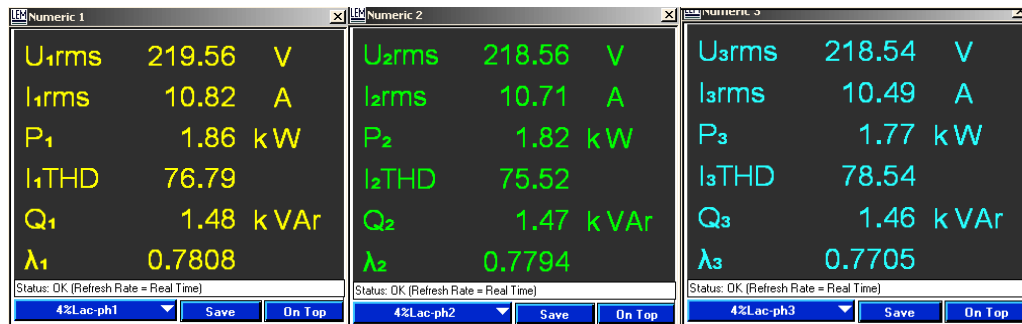 LEM Numeric 1
U₁rms 219.56 V
I₁rms 10.82 A
P₁ 1.86 kW
I₁THD 76.79
Q₁ 1.48 kVAr
λ₁ 0.7808
Status: OK (Refresh Rate = Real Time)
4%Lac-ph1 Save On Top
LEM Numeric 2
U₂rms 218.56 V
I₂rms 10.71 A
P₂ 1.82 kW
I₂THD 75.52
Q₂ 1.47 kVAr
λ₂ 0.7794
Status: OK (Refresh Rate = Real Time)
4%Lac-ph2 Save On Top
LEM Numeric 3
U₃rms 218.54 V
I₃rms 10.49 A
P₃ 1.77 kW
I₃THD 78.54
Q₃ 1.46 kVAr
λ₃ 0.7705
Status: OK (Refresh Rate = Real Time)
4%Lac-ph3 Save On Top